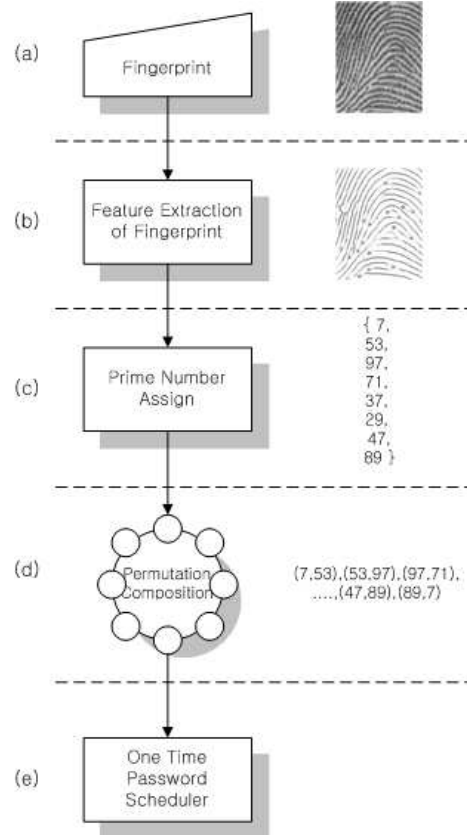 (a)
Fingerprint
(b)
Feature Extraction
of Fingerprint
(c)
Prime Number
Assign
{ 7,
53,
97,
71,
37,
29,
47,
89 }
(d)
Permutation
Composition
(7,53),(53,97),(97,71),
....,(47,89),(89,7)
(e)
One Time
Password
Scheduler